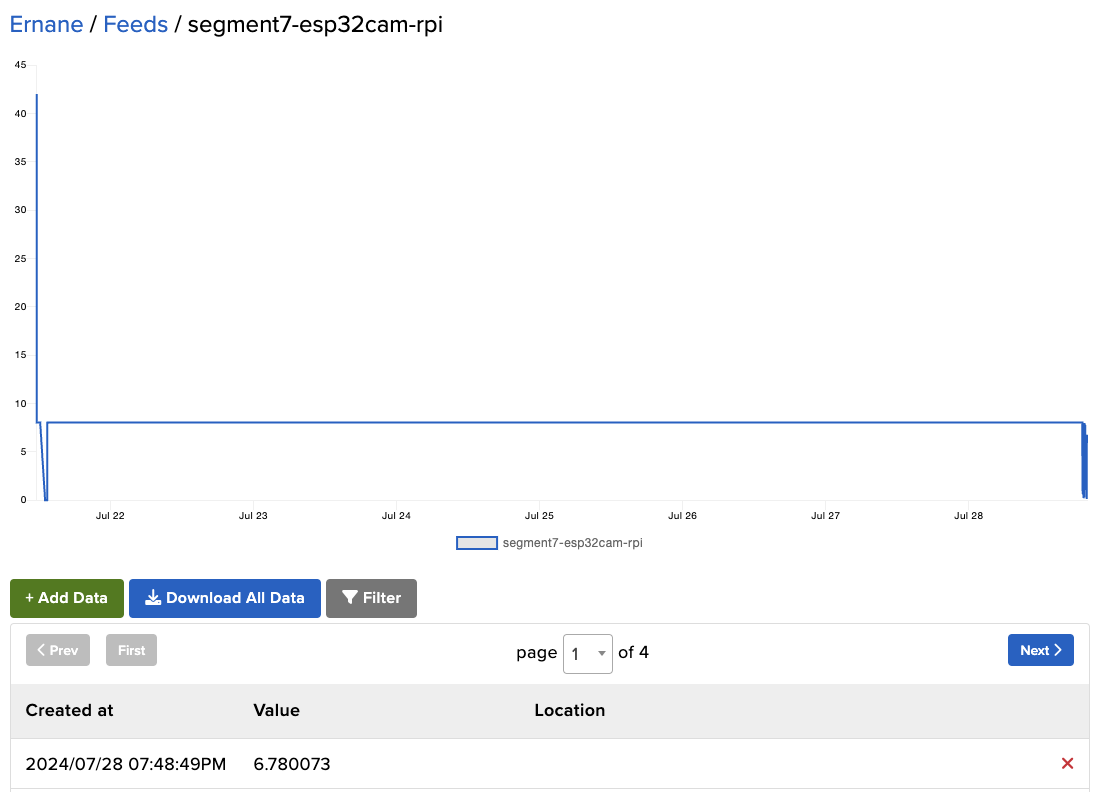 Ernane / Feeds / segment7-esp32cam-rpi
45
40
35
30
25
20
15
10
5
0
Jul 22 Jul 23 Jul 24 Jul 25 Jul 26 Jul 27 Jul 28
segment7-esp32cam-rpi
+ Add Data Download All Data Filter
Prev First page 1 of 4 Next
Created at Value Location
2024/07/28 07:48:49PM 6.780073